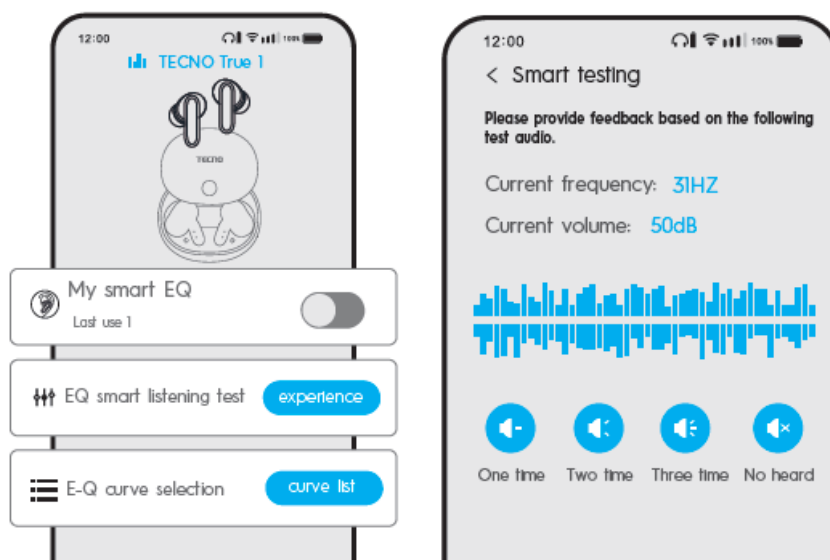 12:00
100%
TECNO True 1
TECNO
My smart EQ
Last use 1
EQ smart listening test
experience
E-Q curve selection
curve list
12:00
100%
< Smart testing
Please provide feedback based on the following
test audio.
Current frequency: 31HZ
Current volume: 50dB
One time
Two time
Three time
No heard